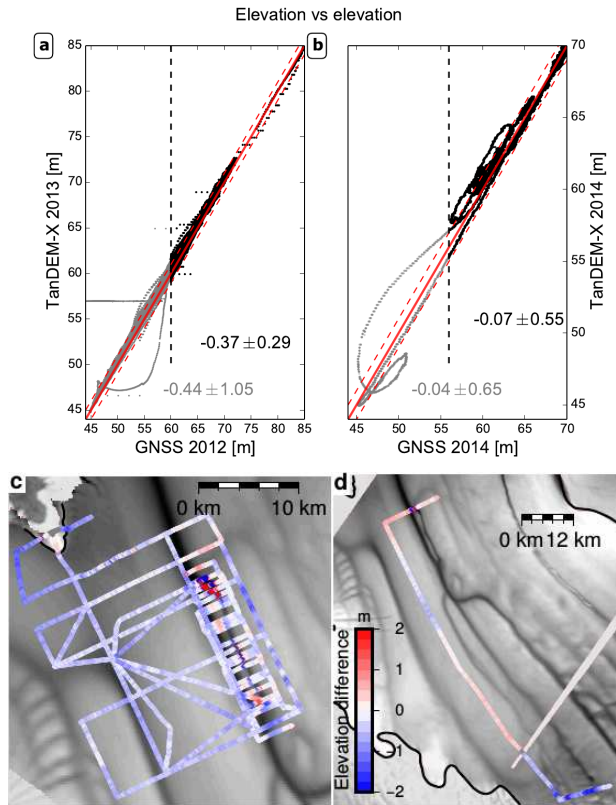 Elevation vs elevation
a
b
85
80
75
70
65
60
55
50
45
TanDEM-X 2013 [m]
-0.37±0.29
-0.44±1.05
45 50 55 60 65 70 75 80 85
GNSS 2012 [m]
70
65
60
55
50
45
TanDEM-X 2014 [m]
-0.07±0.55
-0.04±0.65
45 50 55 60 65 70
GNSS 2014 [m]
c
0 km 10 km
d
0 km 12 km
m
2
1
0
-1
-2
Elevation difference